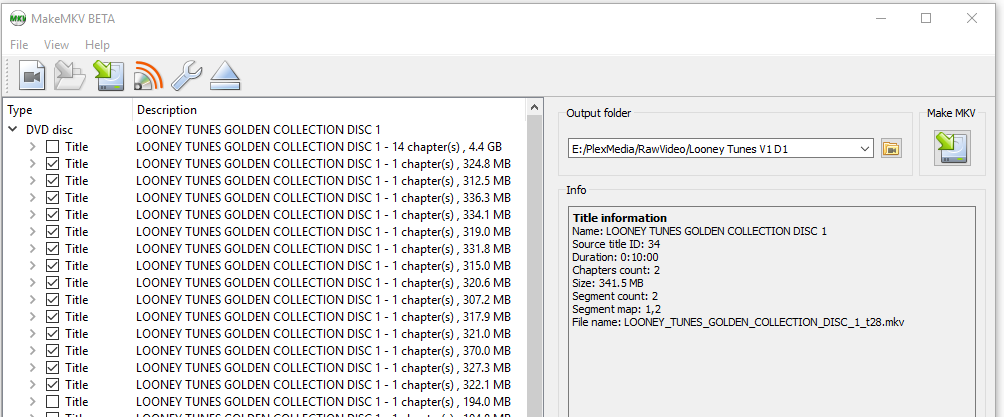 MKV MakeMKV BETA
File View Help
Type Description
DVD disc LOONEY TUNES GOLDEN COLLECTION DISC 1
Title LOONEY TUNES GOLDEN COLLECTION DISC 1 - 14 chapter(s) , 4.4 GB
Title LOONEY TUNES GOLDEN COLLECTION DISC 1 - 1 chapter(s) , 324.8 MB
Title LOONEY TUNES GOLDEN COLLECTION DISC 1 - 1 chapter(s) , 312.5 MB
Title LOONEY TUNES GOLDEN COLLECTION DISC 1 - 1 chapter(s) , 336.3 MB
Title LOONEY TUNES GOLDEN COLLECTION DISC 1 - 1 chapter(s) , 334.1 MB
Title LOONEY TUNES GOLDEN COLLECTION DISC 1 - 1 chapter(s) , 319.0 MB
Title LOONEY TUNES GOLDEN COLLECTION DISC 1 - 1 chapter(s) , 331.8 MB
Title LOONEY TUNES GOLDEN COLLECTION DISC 1 - 1 chapter(s) , 315.0 MB
Title LOONEY TUNES GOLDEN COLLECTION DISC 1 - 1 chapter(s) , 320.6 MB
Title LOONEY TUNES GOLDEN COLLECTION DISC 1 - 1 chapter(s) , 307.2 MB
Title LOONEY TUNES GOLDEN COLLECTION DISC 1 - 1 chapter(s) , 317.9 MB
Title LOONEY TUNES GOLDEN COLLECTION DISC 1 - 1 chapter(s) , 321.0 MB
Title LOONEY TUNES GOLDEN COLLECTION DISC 1 - 1 chapter(s) , 370.0 MB
Title LOONEY TUNES GOLDEN COLLECTION DISC 1 - 1 chapter(s) , 327.3 MB
Title LOONEY TUNES GOLDEN COLLECTION DISC 1 - 1 chapter(s) , 322.1 MB
Title LOONEY TUNES GOLDEN COLLECTION DISC 1 - 1 chapter(s) , 194.0 MB
Output folder
E:/PlexMedia/RawVideo/Looney Tunes V1 D1
Make MKV
Info
Title information
Name: LOONEY TUNES GOLDEN COLLECTION DISC 1
Source title ID: 34
Duration: 0:10:00
Chapters count: 2
Size: 341.5 MB
Segment count: 2
Segment map: 1,2
File name: LOONEY_TUNES_GOLDEN_COLLECTION_DISC_1_t28.mkv